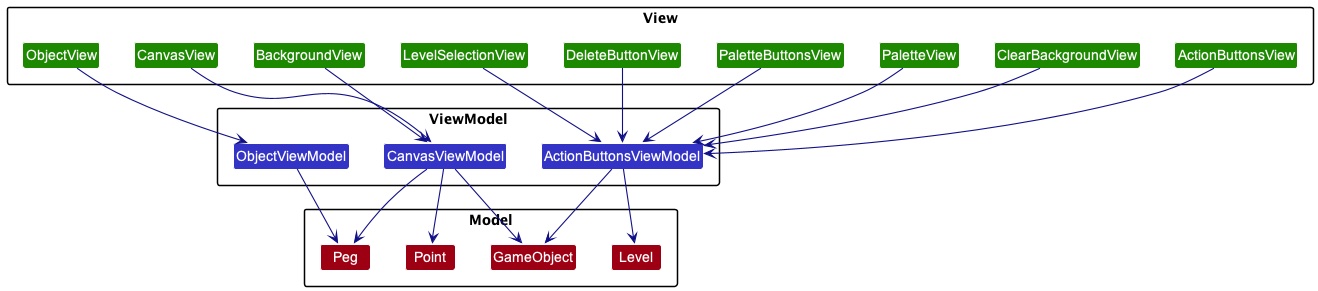 View
ObjectView
CanvasView
BackgroundView
LevelSelectionView
DeleteButtonView
PaletteButtonsView
PaletteView
ClearBackgroundView
ActionButtonsView
ViewModel
ObjectViewModel
CanvasViewModel
ActionButtonsViewModel
Model
Peg
Point
GameObject
Level